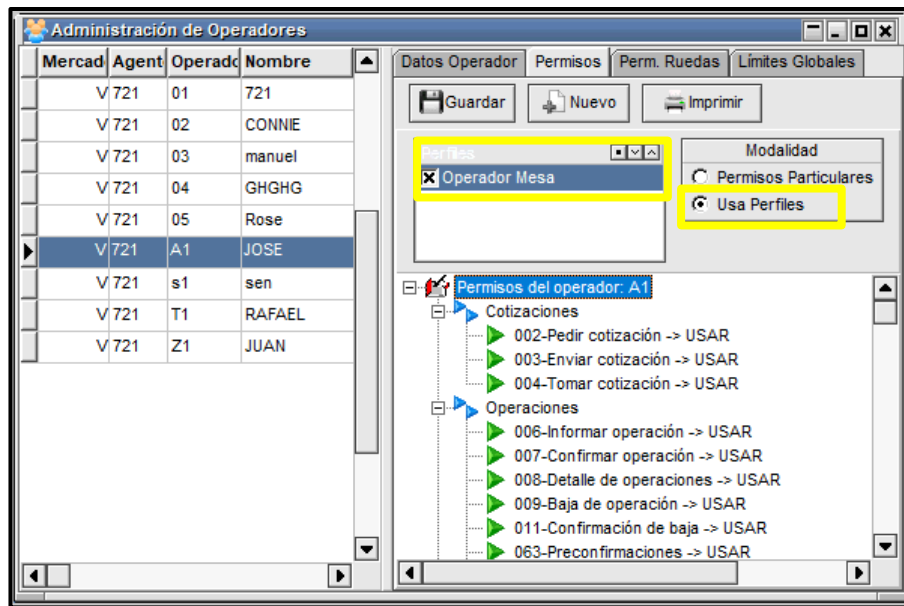 Administración de Operadores
Mercad Agent Operadc Nombre
V 721 01 721
V 721 02 CONNIE
V 721 03 manuel
V 721 04 GHGHG
V 721 05 Rose
V 721 A1 JOSE
V 721 s1 sen
V 721 T1 RAFAEL
V 721 Z1 JUAN
Datos Operador Permisos Perm. Ruedas Límites Globales
Guardar Nuevo Imprimir
Perfiles
Operador Mesa
Modalidad
Permisos Particulares
Usa Perfiles
Permisos del operador: A1
Cotizaciones
002-Pedir cotización -> USAR
003-Enviar cotización -> USAR
004-Tomar cotización -> USAR
Operaciones
006-Informar operación -> USAR
007-Confirmar operación -> USAR
008-Detalle de operaciones -> USAR
009-Baja de operación -> USAR
011-Confirmación de baja -> USAR
063-Preconfirmaciones -> USAR